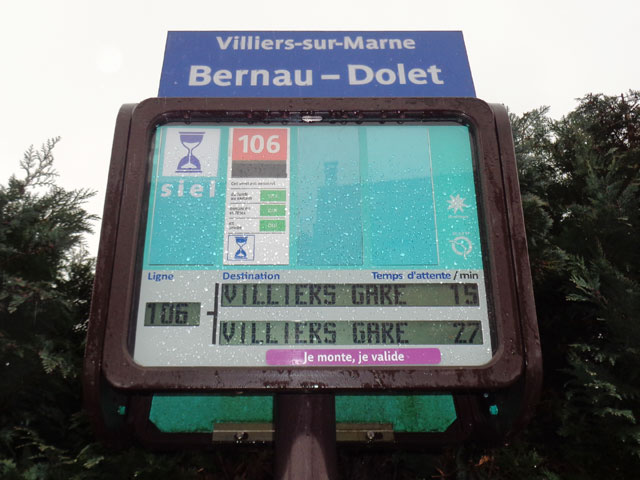 Villiers-sur-Marne
Bernau – Dolet
siel
106
Ligne Destination Temps d'attente / min
106
VILLIERS GARE 15
VILLIERS GARE 27
Je monte, je valide